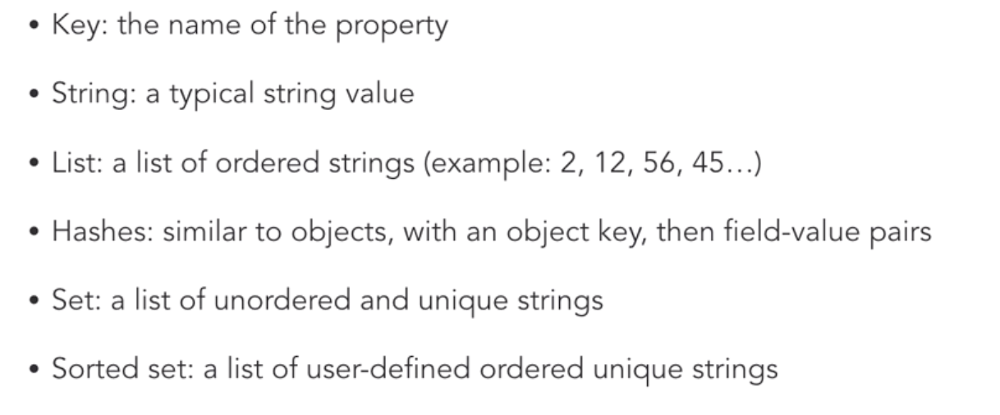 • Key: the name of the property
• String: a typical string value
• List: a list of ordered strings (example: 2, 12, 56, 45...)
• Hashes: similar to objects, with an object key, then field-value pairs
• Set: a list of unordered and unique strings
• Sorted set: a list of user-defined ordered unique strings